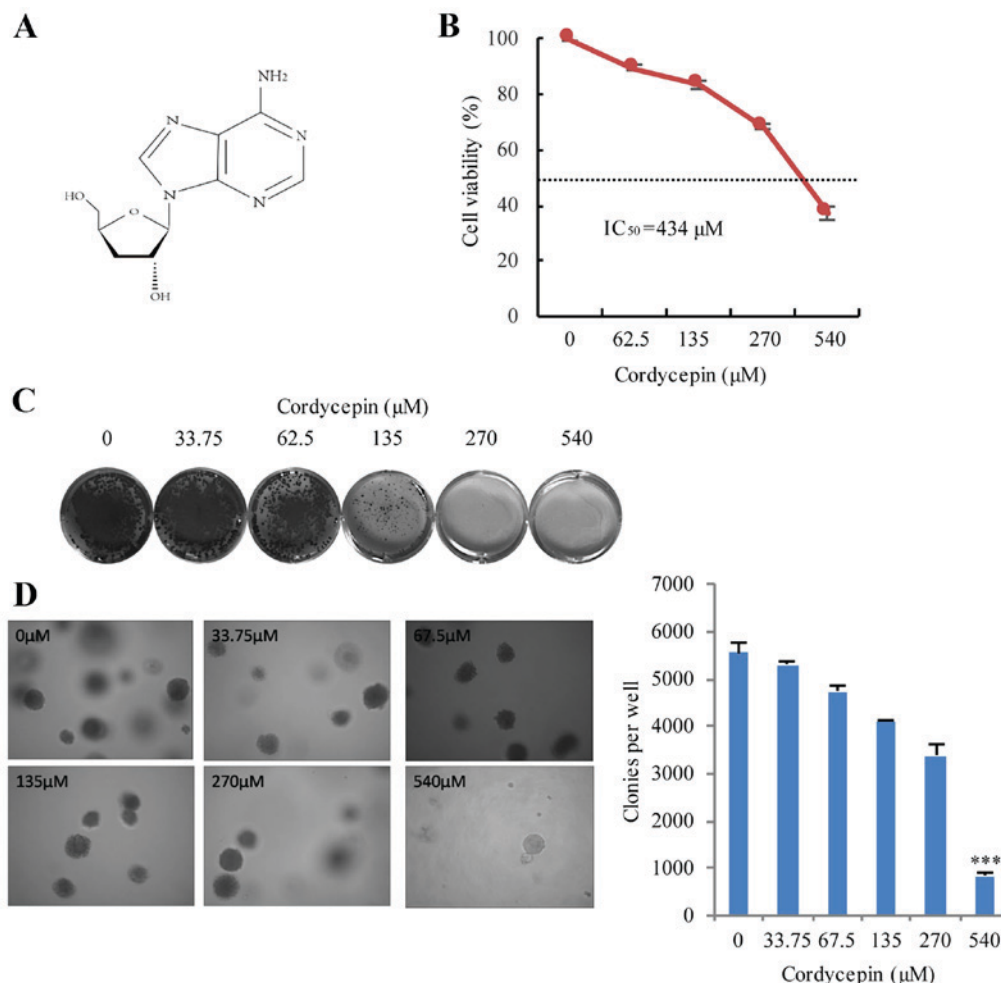 A
NH₂
N
N
N
N
HO
O
OH
B
Cell viability (%)
100
80
60
40
20
0
IC₅₀ =434 μM
0 62.5 135 270 540
Cordycepin (μM)
C
Cordycepin (μM)
0 33.75 62.5 135 270 540
D
0μM 33.75μM 67.5μM
135μM 270μM 540μM
Clonies per well
7000
6000
5000
4000
3000
2000
1000
0
***
0 33.75 67.5 135 270 540
Cordycepin (μM)